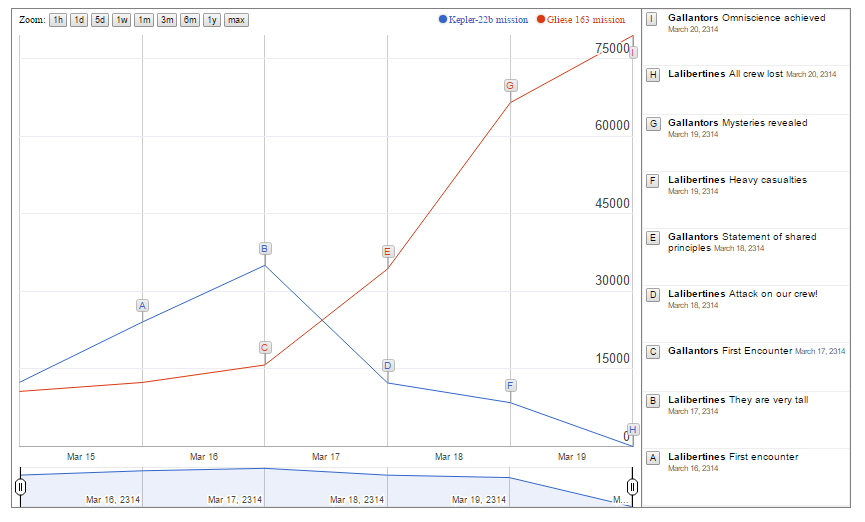 Zoom: 1h 1d 5d 1w 1m 3m 6m 1y max
Kepler-22b mission Gliese 163 mission
75000
60000
45000
30000
15000
0
A
B
C
D
E
F
G
H
I
Mar 15 Mar 16 Mar 17 Mar 18 Mar 19
Mar 16, 2314 Mar 17, 2314 Mar 18, 2314 Mar 19, 2314 M...
I Gallantors Omniscience achieved
March 20, 2314
H Lalibertines All crew lost March 20, 2314
G Gallantors Mysteries revealed
March 19, 2314
F Lalibertines Heavy casualties
March 19, 2314
E Gallantors Statement of shared
principles March 18, 2314
D Lalibertines Attack on our crew!
March 18, 2314
C Gallantors First Encounter March 17, 2314
B Lalibertines They are very tall
March 17, 2314
A Lalibertines First encounter
March 16, 2314